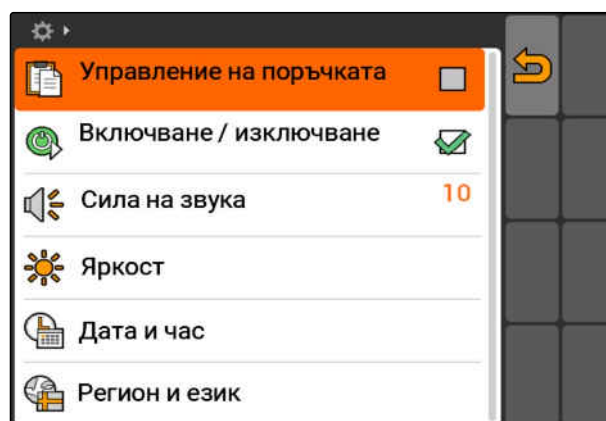 Управление на поръчката
Включване / изключване
Сила на звука 10
Яркост
Дата и час
Регион и език